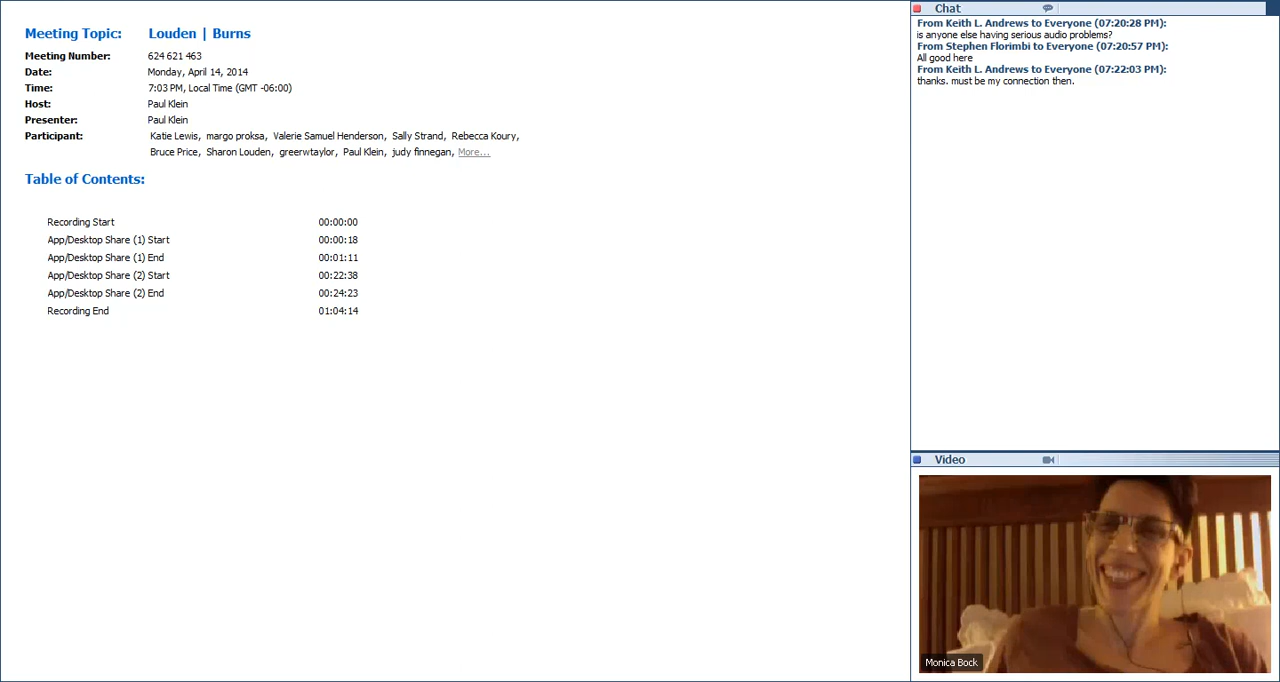 Meeting Topic: Louden | Burns
Meeting Number: 624 621 463
Date: Monday, April 14, 2014
Time: 7:03 PM, Local Time (GMT -06:00)
Host: Paul Klein
Presenter: Paul Klein
Participant: Katie Lewis, margo proksa, Valerie Samuel Henderson, Sally Strand, Rebecca Koury,
Bruce Price, Sharon Louden, greerwtaylor, Paul Klein, judy finnegan, More...
Table of Contents:
Recording Start 00:00:00
App/Desktop Share (1) Start 00:00:18
App/Desktop Share (1) End 00:01:11
App/Desktop Share (2) Start 00:22:38
App/Desktop Share (2) End 00:24:23
Recording End 01:04:14
Chat
From Keith L. Andrews to Everyone (07:20:28 PM):
is anyone else having serious audio problems?
From Stephen Florimbi to Everyone (07:20:57 PM):
All good here
From Keith L. Andrews to Everyone (07:22:03 PM):
thanks. must be my connection then.
Video
Monica Bock